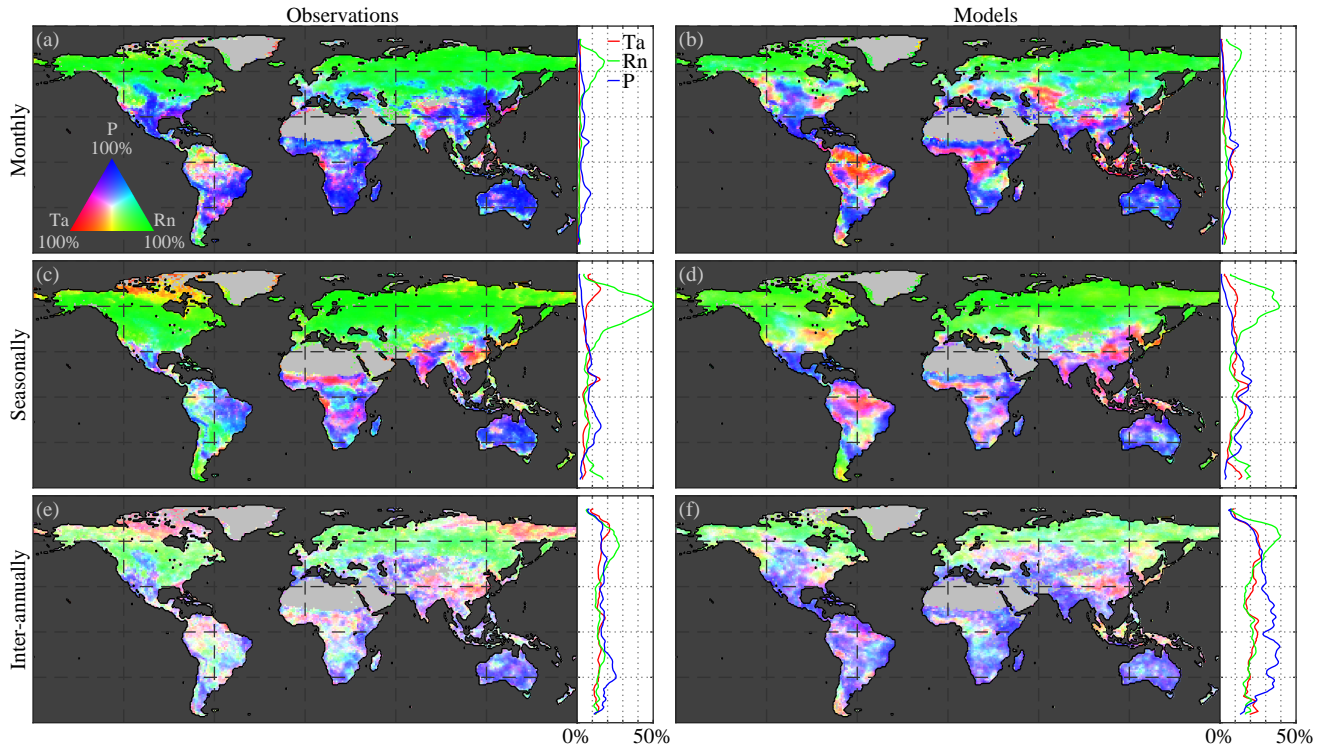 Observations
Models
(a)
(b)
Ta
Rn
P
Monthly
P
100%
Ta
Rn
100%
100%
(c)
(d)
Seasonally
(e)
(f)
Inter-annually
0%
50%
0%
50%